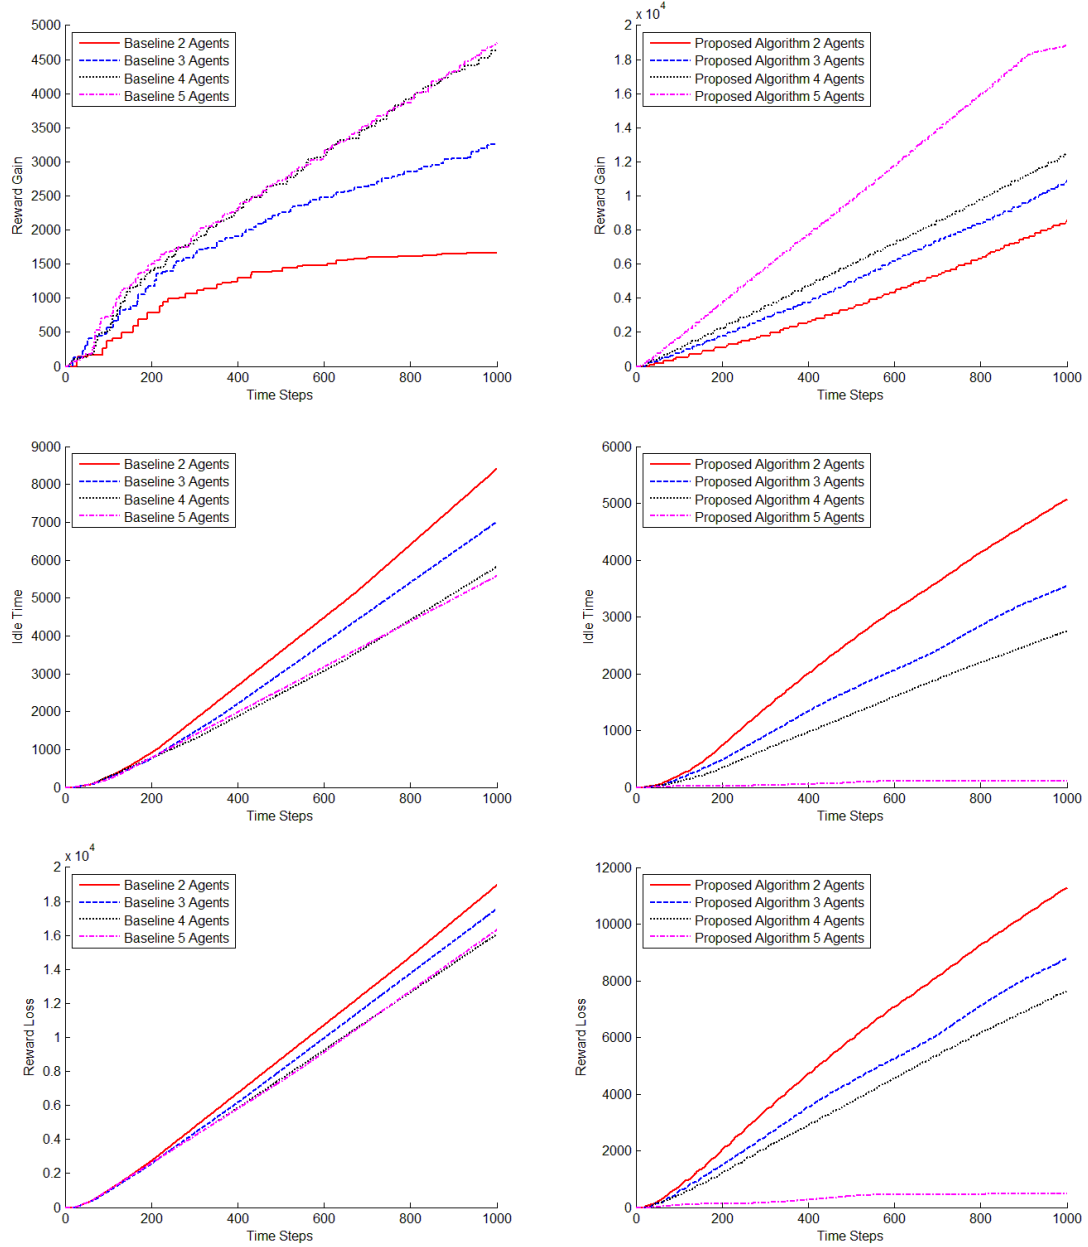 5000
4500
4000
3500
3000
2500
2000
1500
1000
500
0
Reward Gain
Baseline 2 Agents
Baseline 3 Agents
Baseline 4 Agents
Baseline 5 Agents
0 200 400 600 800 1000
Time Steps
x 10^4
2
1.8
1.6
1.4
1.2
1
0.8
0.6
0.4
0.2
0
Reward Gain
Proposed Algorithm 2 Agents
Proposed Algorithm 3 Agents
Proposed Algorithm 4 Agents
Proposed Algorithm 5 Agents
0 200 400 600 800 1000
Time Steps
9000
8000
7000
6000
5000
4000
3000
2000
1000
0
Idle Time
Baseline 2 Agents
Baseline 3 Agents
Baseline 4 Agents
Baseline 5 Agents
0 200 400 600 800 1000
Time Steps
6000
5000
4000
3000
2000
1000
0
Idle Time
Proposed Algorithm 2 Agents
Proposed Algorithm 3 Agents
Proposed Algorithm 4 Agents
Proposed Algorithm 5 Agents
0 200 400 600 800 1000
Time Steps
x 10^4
2
1.8
1.6
1.4
1.2
1
0.8
0.6
0.4
0.2
0
Reward Loss
Baseline 2 Agents
Baseline 3 Agents
Baseline 4 Agents
Baseline 5 Agents
0 200 400 600 800 1000
Time Steps
12000
10000
8000
6000
4000
2000
0
Reward Loss
Proposed Algorithm 2 Agents
Proposed Algorithm 3 Agents
Proposed Algorithm 4 Agents
Proposed Algorithm 5 Agents
0 200 400 600 800 1000
Time Steps